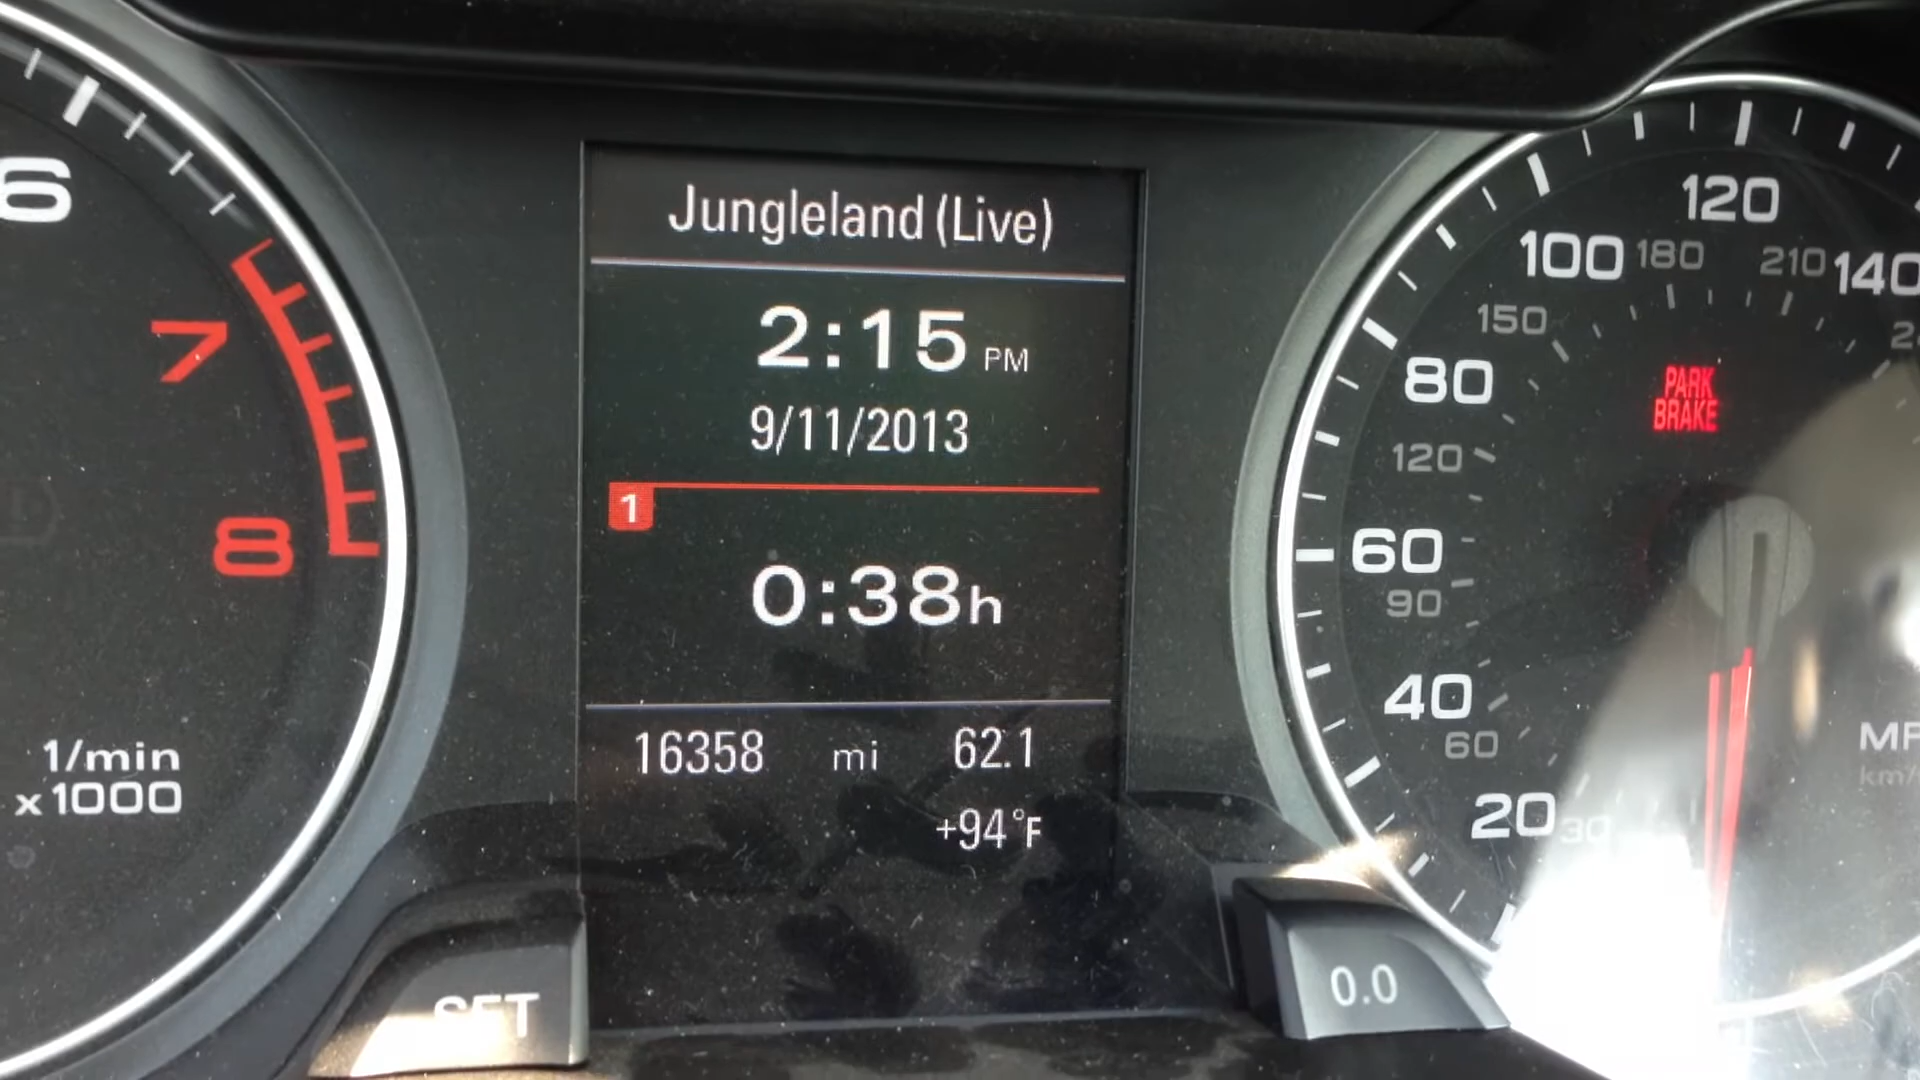 6
7
8
1/min
x1000
SET
Jungleland (Live)
2:15 PM
9/11/2013
1
0:38h
16358 mi 62.1
+94°F
0.0
120
100 180 210 140
150
80
PARK
BRAKE
120
60
90
40
60
20 30